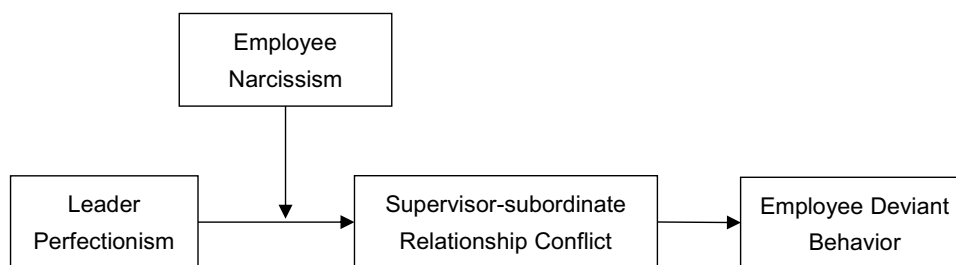 Employee
Narcissism
Leader
Perfectionism
Supervisor-subordinate
Relationship Conflict
Employee Deviant
Behavior